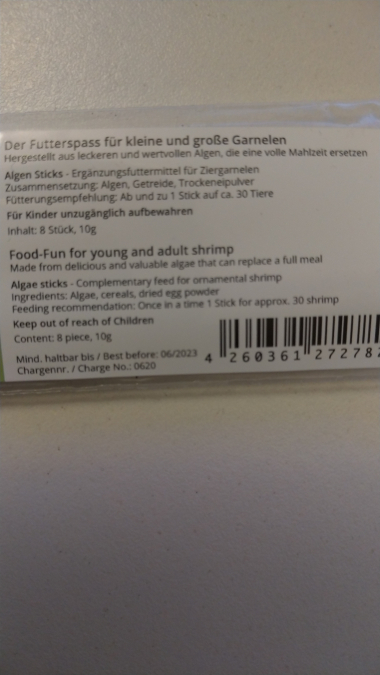 Der Futterspass für kleine und große Garnelen
Hergestellt aus leckeren und wertvollen Algen, die eine volle Mahlzeit ersetzen
Algen Sticks - Ergänzungsfuttermittel für Ziergarnelen
Zusammensetzung: Algen, Getreide, Trockeneipulver
Fütterungsempfehlung: Ab und zu 1 Stick auf ca. 30 Tiere
Für Kinder unzugänglich aufbewahren
Inhalt: 8 Stück, 10g
Food-Fun for young and adult shrimp
Made from delicious and valuable algae that can replace a full meal
Algae sticks - Complementary feed for ornamental shrimp
Ingredients: Algae, cereals, dried egg powder
Feeding recommendation: Once in a time 1 Stick for approx. 30 shrimp
Keep out of reach of Children
Content: 8 piece, 10g
Mind. haltbar bis / Best before: 06/2023
Chargennr. / Charge No.: 0620
4 260361 27278